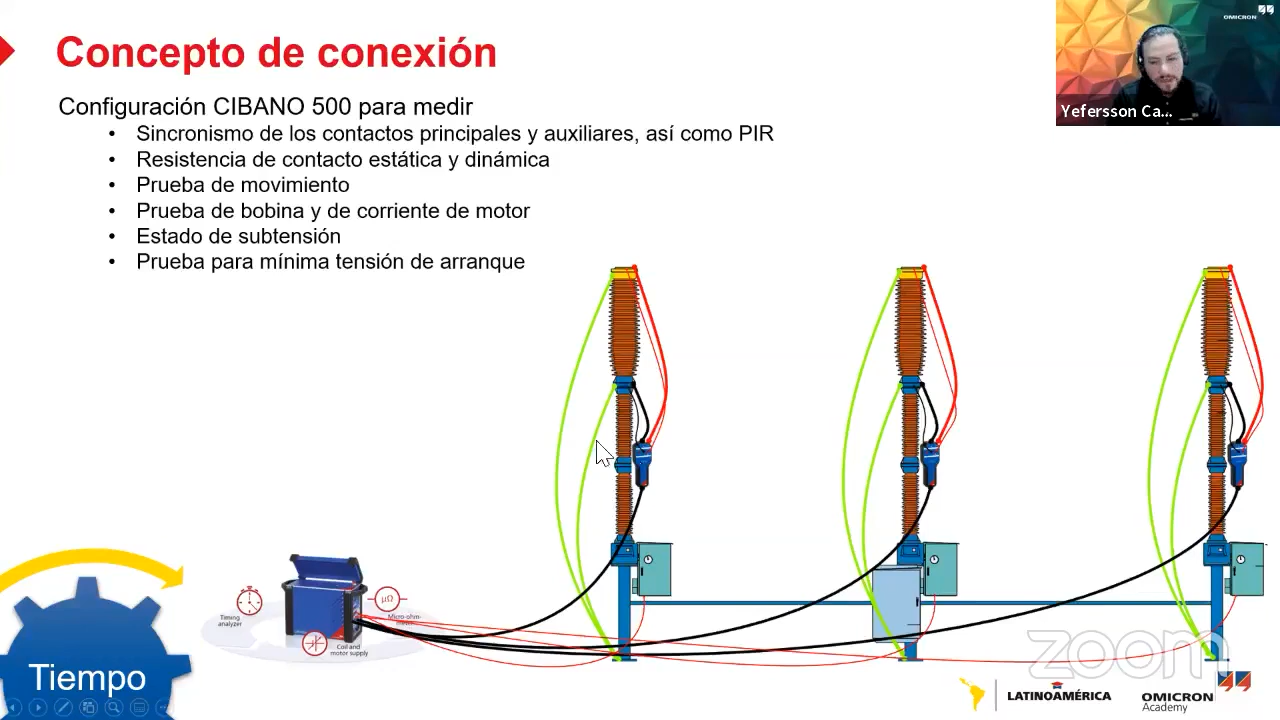 Concepto de conexión
OMICRON
Yefersson Ca...
Configuración CIBANO 500 para medir
• Sincronismo de los contactos principales y auxiliares, así como PIR
• Resistencia de contacto estática y dinámica
• Prueba de movimiento
• Prueba de bobina y de corriente de motor
• Estado de subtensión
• Prueba para mínima tensión de arranque
Timing
analyzer
μΩ
Micro-ohm-
Coil and
motor supply
Tiempo
zoom
LATINOAMÉRICA
OMICRON
Academy